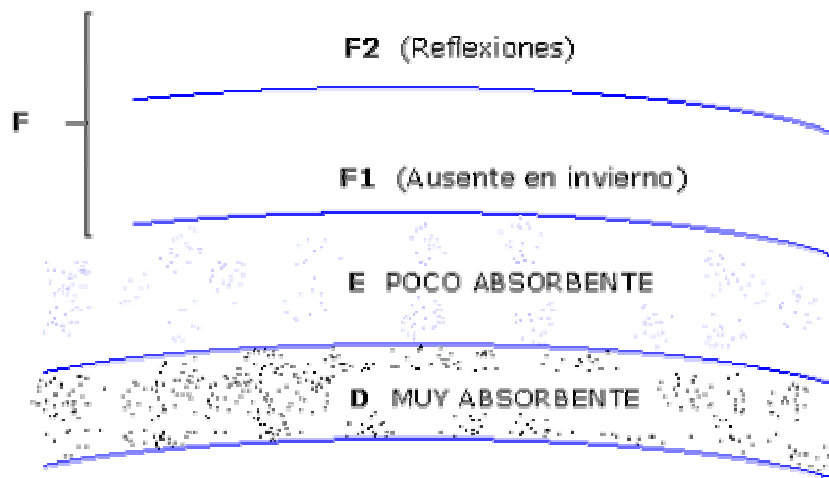 F2 (Reflexiones)
F
F1 (Ausente en invierno)
E POCO ABSORBENTE
D MUY ABSORBENTE